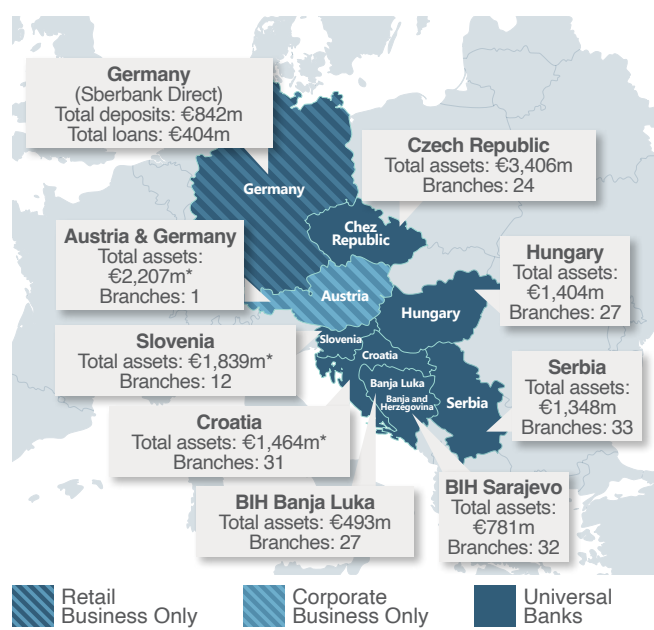 Germany
(Sberbank Direct)
Total deposits: €842m
Total loans: €404m
Czech Republic
Total assets: €3,406m
Branches: 24
Germany
Chez
Republic
Austria & Germany
Total assets:
€2,207m*
Branches: 1
Hungary
Total assets:
€1,404m
Branches: 27
Austria
Hungary
Slovenia
Total assets: €1,839m*
Branches: 12
Slovenia
Croatia
Serbia
Total assets:
€1,348m
Branches: 33
Banja Luka
Banja and
Herzegovina
Serbia
Croatia
Total assets: €1,464m*
Branches: 31
BIH Banja Luka
Total assets: €493m
Branches: 27
BIH Sarajevo
Total assets:
€781m
Branches: 32
Retail
Business Only
Corporate
Business Only
Universal
Banks